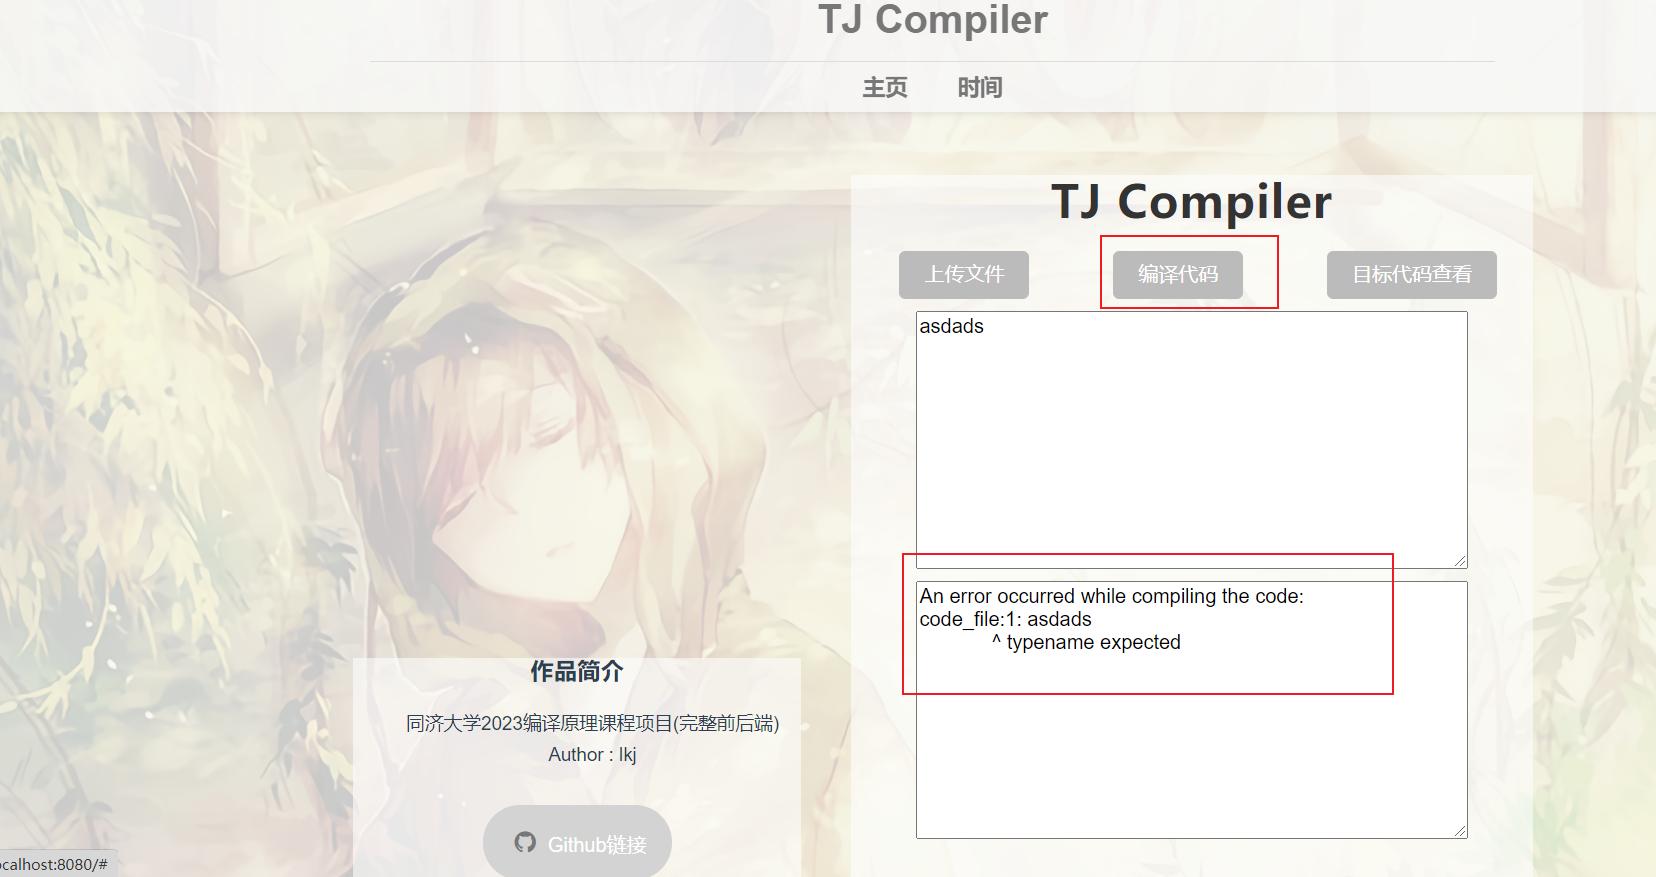 TJ Compiler
主页 时间
TJ Compiler
上传文件 编译代码 目标代码查看
asdads
An error occurred while compiling the code:
code_file:1: asdads
^ typename expected
作品简介
同济大学2023编译原理课程项目(完整前后端)
Author : lkj
Github链接
ocalhost:8080/#